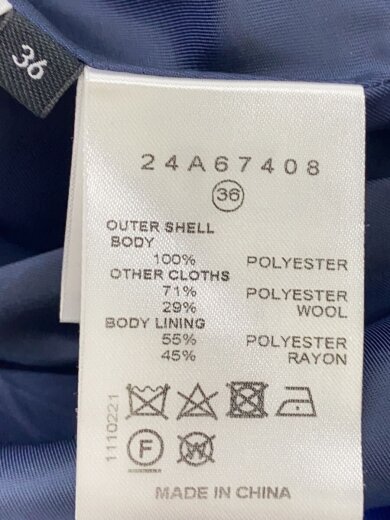 36
24A67408
36
OUTER SHELL
BODY
100% POLYESTER
OTHER CLOTHS
71% POLYESTER
29% WOOL
BODY LINING
55% POLYESTER
45% RAYON
1110221
F
W
MADE IN CHINA